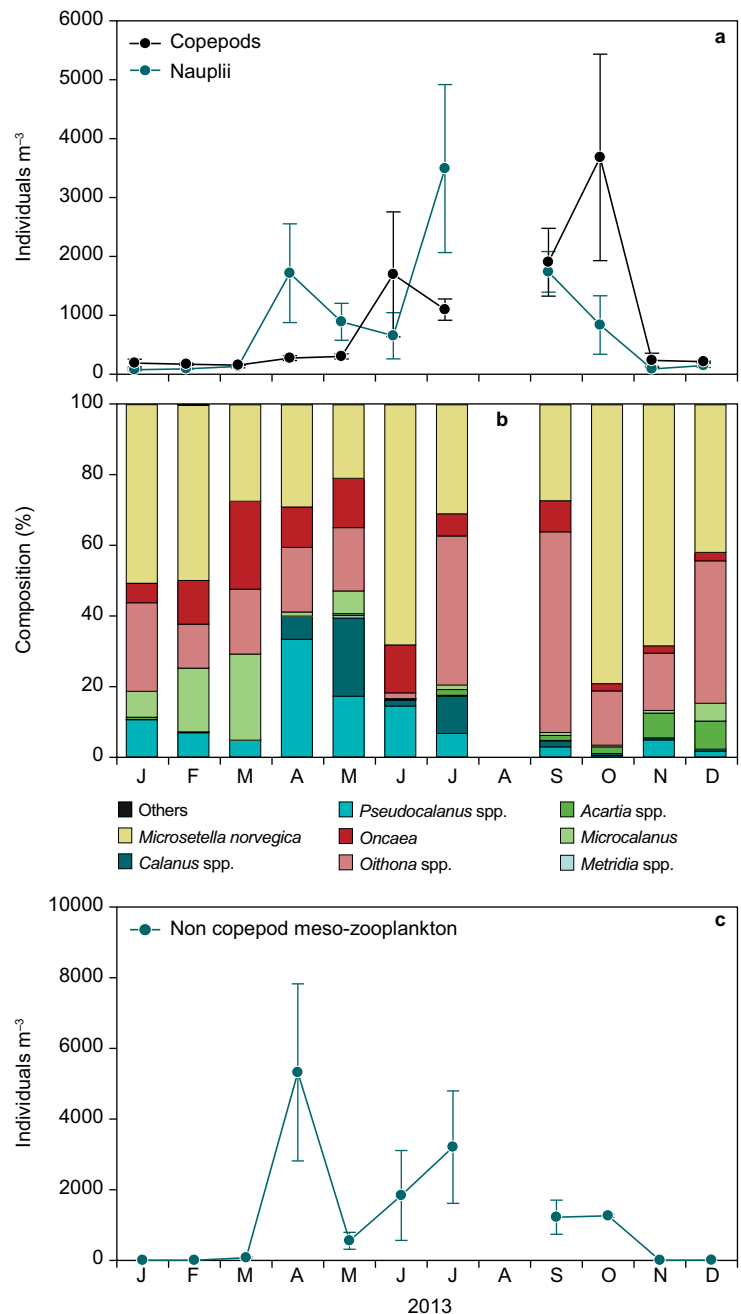 6000
a
Copepods
Nauplii
5000
4000
3000
2000
1000
0
Individuals m⁻³
100
b
80
60
40
20
0
Composition (%)
J F M A M J J A S O N D
Others
Pseudocalanus spp.
Acartia spp.
Microsetella norvegica
Oncaea
Microcalanus
Calanus spp.
Oithona spp.
Metridia spp.
10000
c
Non copepod meso-zooplankton
8000
6000
4000
2000
0
Individuals m⁻³
J F M A M J J A S O N D
2013